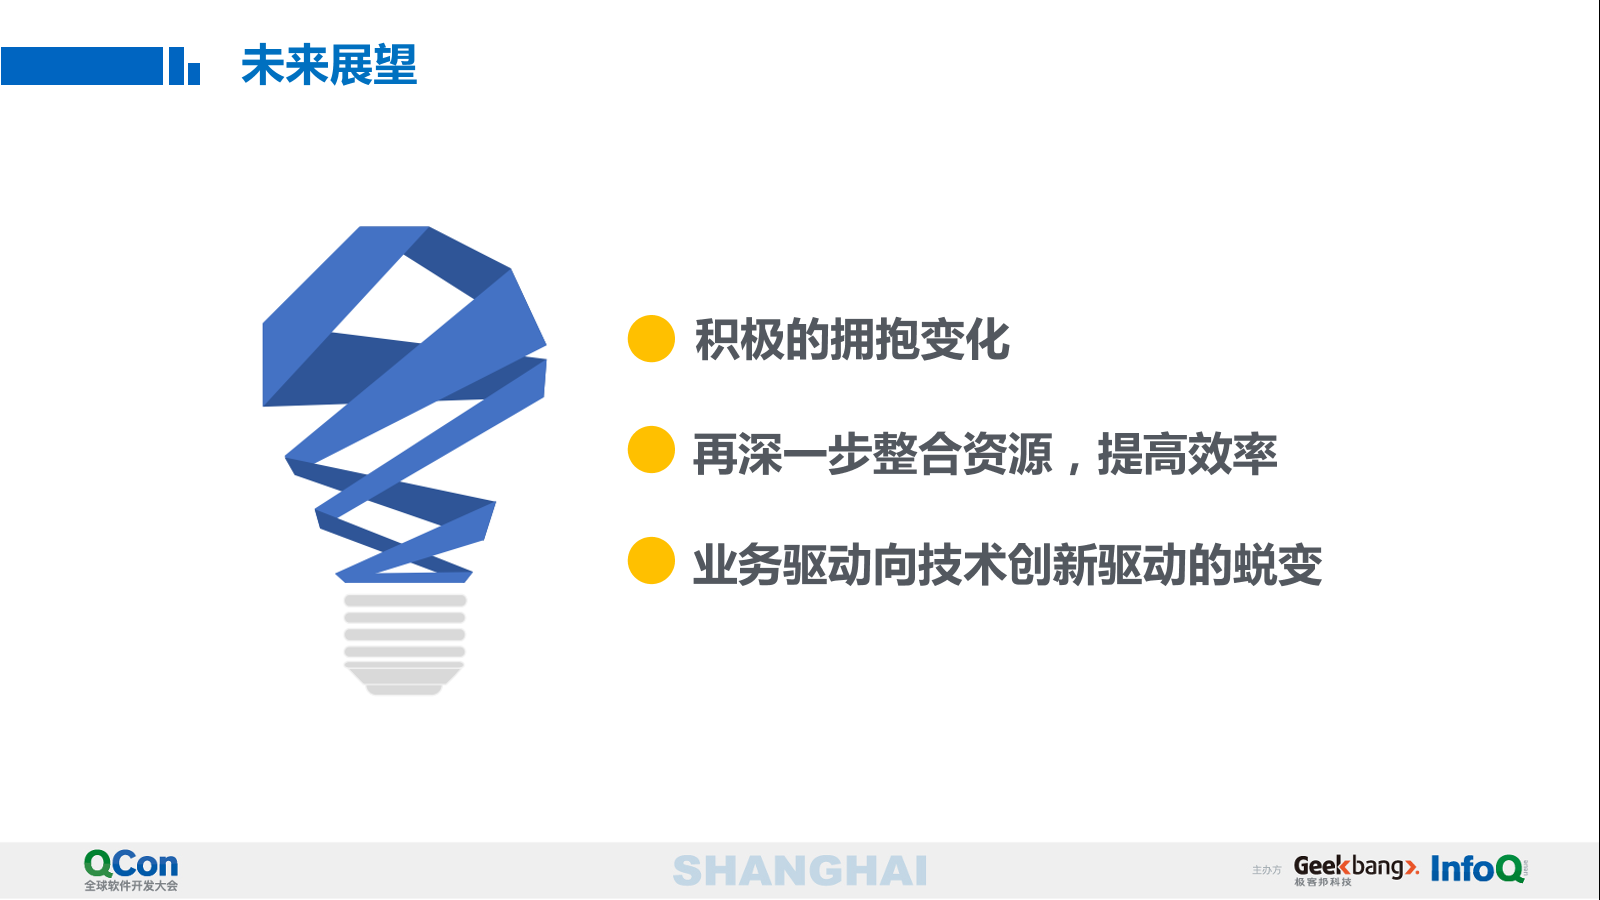 未来展望
积极的拥抱变化
再深一步整合资源，提高效率
业务驱动向技术创新驱动的蜕变
QCon
全球软件开发大会
SHANGHAI
主办方
Geekbang>.
极客邦科技
InfoQ